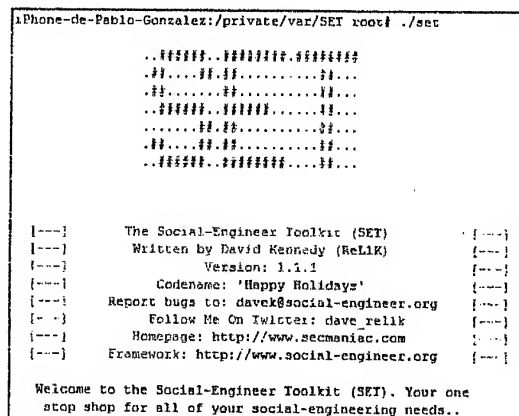 iPhone-de-Pablo-Gonzalez:/private/var/SET root# ./set
..######..########.########
.##....##.##..........##...
.##.......##..........##...
..######..######......##...
.......##.##..........##...
.##....##.##..........##...
..######..########....##...
[---] The Social-Engineer Toolkit (SET) [---]
[---] Written by David Kennedy (ReL1K) [---]
[---] Version: 1.1.1 [---]
[---] Codename: 'Happy Holidays' [---]
[---] Report bugs to: davek@social-engineer.org [---]
[---] Follow Me On Twitter: dave_rel1k [---]
[---] Homepage: http://www.secmaniac.com [---]
[---] Framework: http://www.social-engineer.org [---]
Welcome to the Social-Engineer Toolkit (SET). Your one
stop shop for all of your social-engineering needs..